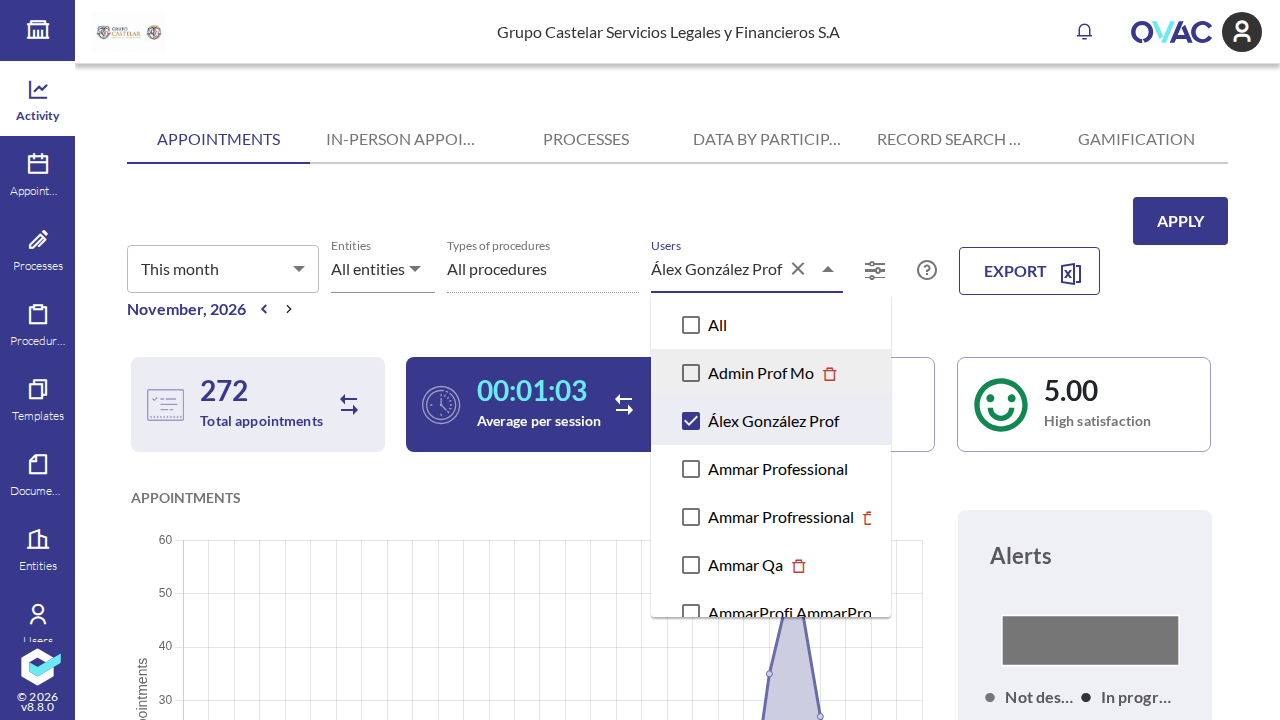 GRUPO CASTELAR
Grupo Castelar Servicios Legales y Financieros S.A
OVAC
Activity
Appoint...
Processes
Procedur...
Templates
Docume...
Entities
Users
© 2026
v8.8.0
APPOINTMENTS
IN-PERSON APPOI...
PROCESSES
DATA BY PARTICIP...
RECORD SEARCH ...
GAMIFICATION
APPLY
This month
Entities
All entities
Types of procedures
All procedures
Users
Álex González Prof
EXPORT
November, 2026
All
Admin Prof Mo
Álex González Prof
Ammar Professional
Ammar Profressional
Ammar Qa
AmmarProfi AmmarPro
272
Total appointments
00:01:03
Average per session
5.00
High satisfaction
APPOINTMENTS
60
50
40
30
Alerts
Not des...
In progr...